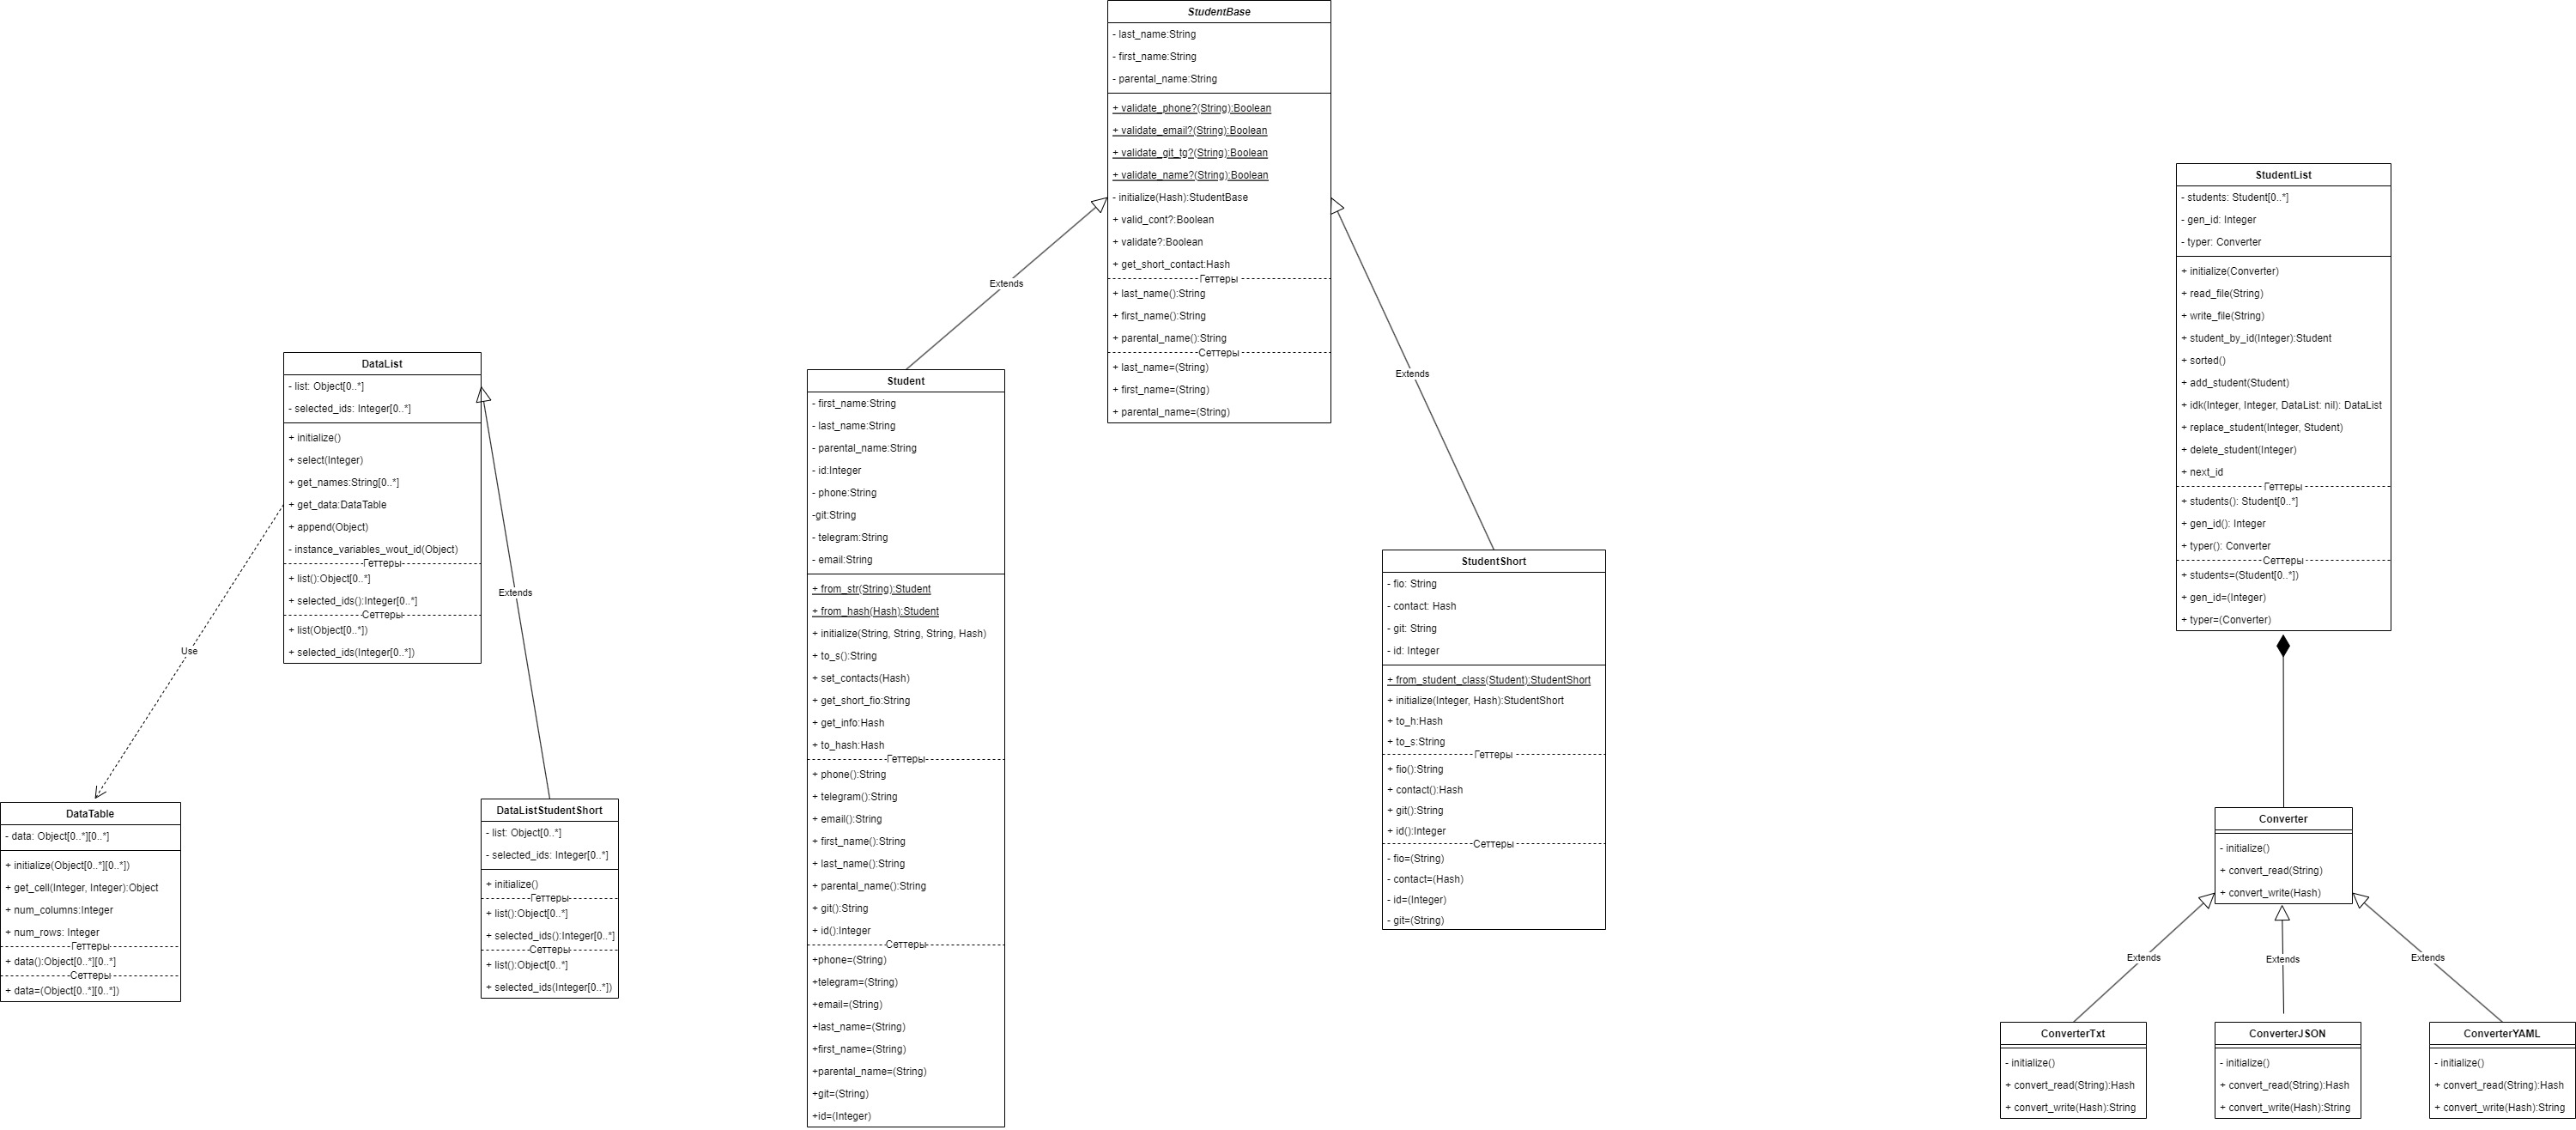 StudentBase
- last_name:String
- first_name:String
- parental_name:String
+ validate_phone?(String):Boolean
+ validate_email?(String):Boolean
+ validate_git_tg?(String):Boolean
+ validate_name?(String):Boolean
- initialize(Hash):StudentBase
+ valid_cont?:Boolean
+ validate?:Boolean
+ get_short_contact:Hash
Геттеры
+ last_name():String
+ first_name():String
+ parental_name():String
Сеттеры
+ last_name=(String)
+ first_name=(String)
+ parental_name=(String)
Extends
Extends
DataList
- list: Object[0..*]
- selected_ids: Integer[0..*]
+ initialize()
+ select(Integer)
+ get_names:String[0..*]
+ get_data:DataTable
+ append(Object)
- instance_variables_wout_id(Object)
Геттеры
+ list():Object[0..*]
+ selected_ids():Integer[0..*]
Сеттеры
+ list(Object[0..*])
+ selected_ids(Integer[0..*])
Use
Extends
DataTable
- data: Object[0..*][0..*]
+ initialize(Object[0..*][0..*])
+ get_cell(Integer, Integer):Object
+ num_columns:Integer
+ num_rows: Integer
Геттеры
+ data():Object[0..*][0..*]
Сеттеры
+ data=(Object[0..*][0..*])
DataListStudentShort
- list: Object[0..*]
- selected_ids: Integer[0..*]
+ initialize()
Геттеры
+ list():Object[0..*]
+ selected_ids():Integer[0..*]
Сеттеры
+ list():Object[0..*]
+ selected_ids(Integer[0..*])
Student
- first_name:String
- last_name:String
- parental_name:String
- id:Integer
- phone:String
-git:String
- telegram:String
- email:String
+ from_str(String):Student
+ from_hash(Hash):Student
+ initialize(String, String, String, Hash)
+ to_s():String
+ set_contacts(Hash)
+ get_short_fio:String
+ get_info:Hash
+ to_hash:Hash
Геттеры
+ phone():String
+ telegram():String
+ email():String
+ first_name():String
+ last_name():String
+ parental_name():String
+ git():String
+ id():Integer
Сеттеры
+phone=(String)
+telegram=(String)
+email=(String)
+last_name=(String)
+first_name=(String)
+parental_name=(String)
+git=(String)
+id=(Integer)
StudentShort
- fio: String
- contact: Hash
- git: String
- id: Integer
+ from_student_class(Student):StudentShort
+ initialize(Integer, Hash):StudentShort
+ to_h:Hash
+ to_s:String
Геттеры
+ fio():String
+ contact():Hash
+ git():String
+ id():Integer
Сеттеры
- fio=(String)
- contact=(Hash)
- id=(Integer)
- git=(String)
StudentList
- students: Student[0..*]
- gen_id: Integer
- typer: Converter
+ initialize(Converter)
+ read_file(String)
+ write_file(String)
+ student_by_id(Integer):Student
+ sorted()
+ add_student(Student)
+ idk(Integer, Integer, DataList: nil): DataList
+ replace_student(Integer, Student)
+ delete_student(Integer)
+ next_id
Геттеры
+ students(): Student[0..*]
+ gen_id(): Integer
+ typer(): Converter
Сеттеры
+ students=(Student[0..*])
+ gen_id=(Integer)
+ typer=(Converter)
Converter
- initialize()
+ convert_read(String)
+ convert_write(Hash)
Extends
Extends
Extends
ConverterTxt
- initialize()
+ convert_read(String):Hash
+ convert_write(Hash):String
ConverterJSON
- initialize()
+ convert_read(String):Hash
+ convert_write(Hash):String
ConverterYAML
- initialize()
+ convert_read(String):Hash
+ convert_write(Hash):String